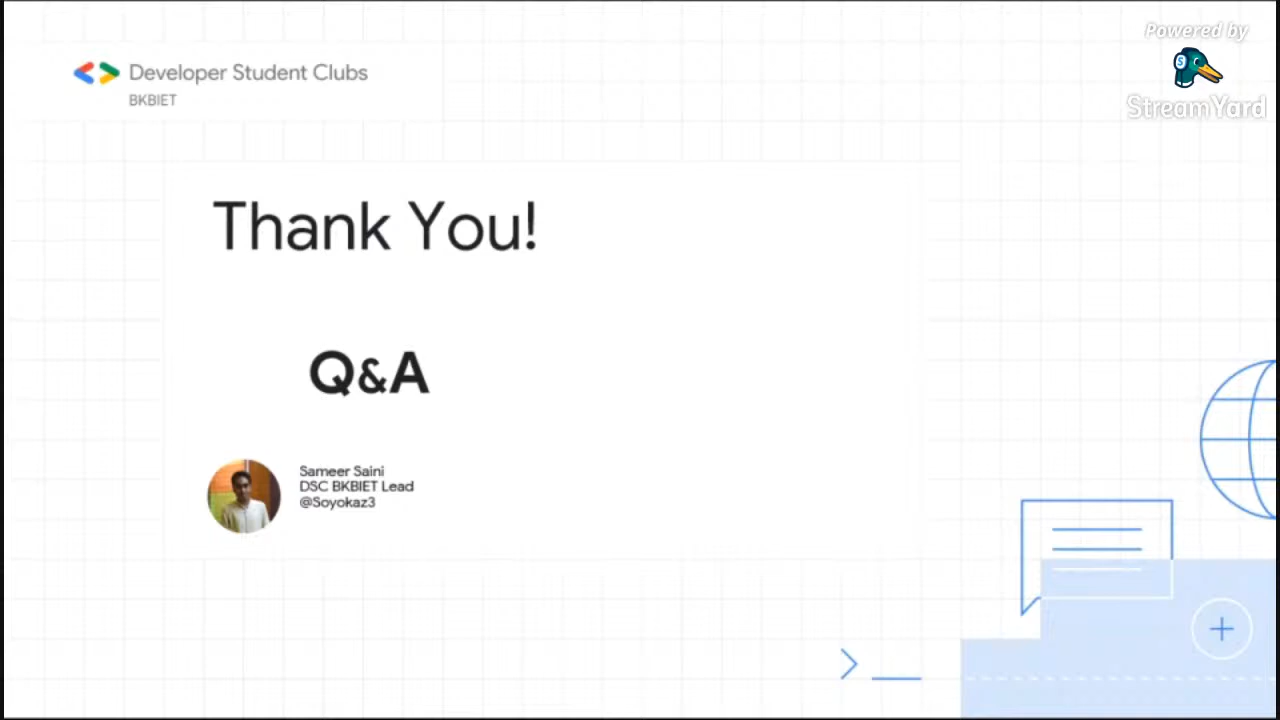 Powered by
StreamYard
Developer Student Clubs
BKBIET
Thank You!
Q&A
Sameer Saini
DSC BKBIET Lead
@Soyokaz3